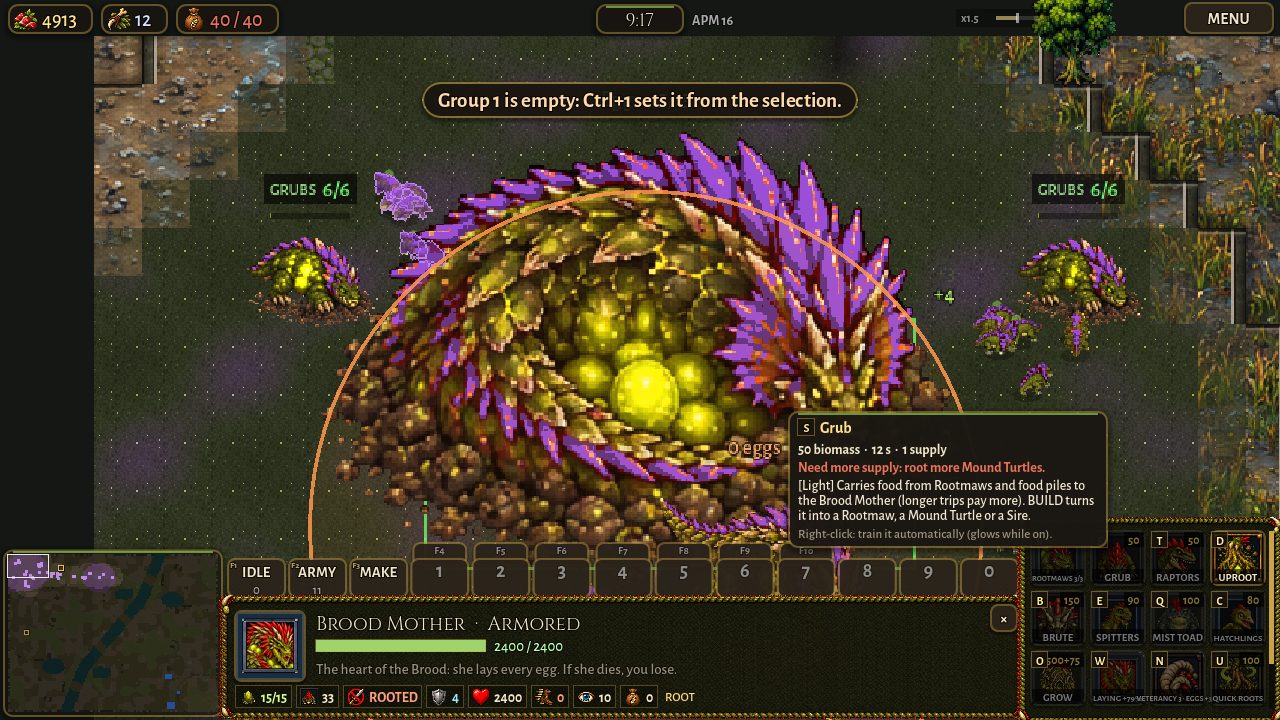 4913
12
40 / 40
9:17
APM 16
x1.5
MENU
Group 1 is empty: Ctrl+1 sets it from the selection.
GRUBS 6/6
GRUBS 6/6
+4
0 eggs
S Grub
50 biomass · 12 s · 1 supply
Need more supply: root more Mound Turtles.
[Light] Carries food from Rootmaws and food piles to
the Brood Mother (longer trips pay more). BUILD turns
it into a Rootmaw, a Mound Turtle or a Sire.
Right-click: train it automatically (glows while on).
F1 IDLE 0
F2 ARMY 11
F3 MAKE
F4 1
F5 2
F6 3
F7 4
F8 5
F9 6
F10 7
8
9
0
BROOD MOTHER · ARMORED
2400 / 2400
The heart of the Brood: she lays every egg. If she dies, you lose.
15/15
33
ROOTED
4
2400
0
10
0
ROOT
×
ROOTMAWS 3/3
50 GRUB
T 50 RAPTORS
D UPROOT
B 150 BRUTE
E 90 SPITTERS
Q 100 MIST TOAD
C 80 HATCHLINGS
O 500+75 GROW
W
N
U 100
QUICK ROOTS